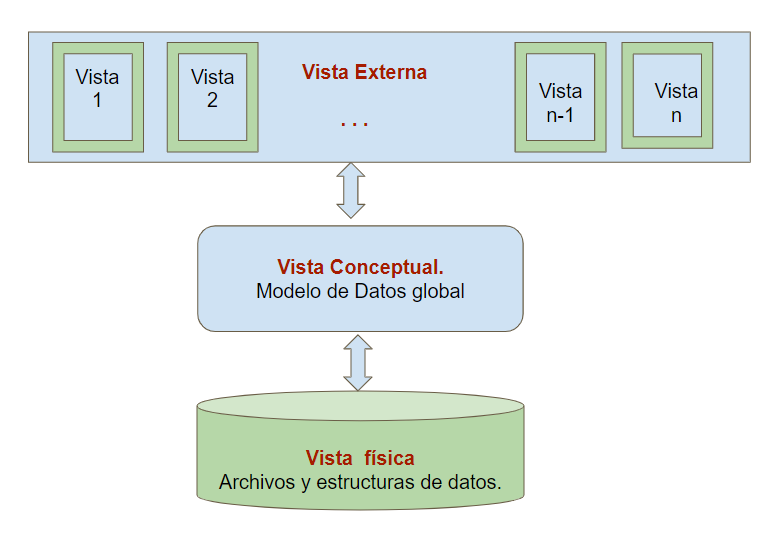 Vista
1
Vista
2
Vista Externa
. . .
Vista
n-1
Vista
n
Vista Conceptual.
Modelo de Datos global
Vista física
Archivos y estructuras de datos.